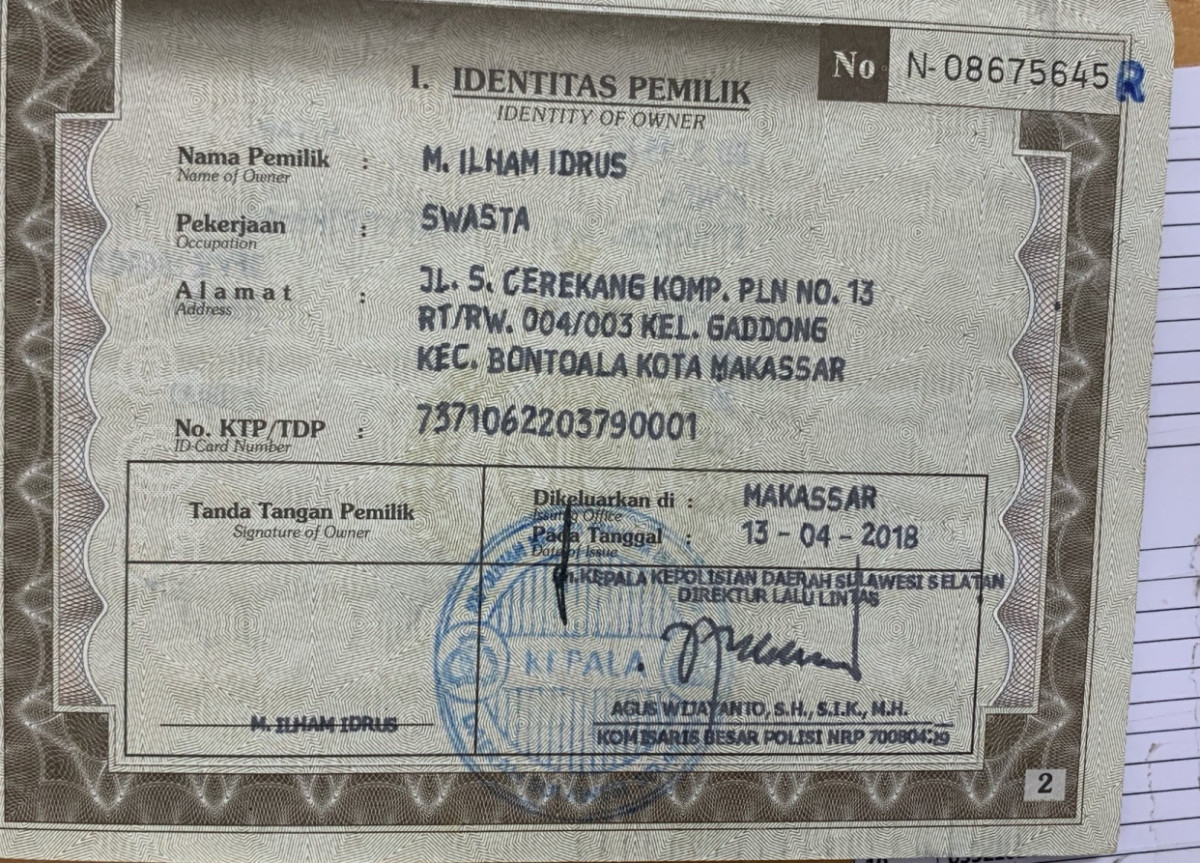 No N-08675645 R
I. IDENTITAS PEMILIK
IDENTITY OF OWNER
Nama Pemilik : M. ILHAM IDRUS
Name of Owner
Pekerjaan : SWASTA
Occupation
Alamat : JL. S. CEREKANG KOMP. PLN NO. 13
Address
RT/RW. 004/003 KEL. GADDONG
KEC. BONTOALA KOTA MAKASSAR
No. KTP/TDP : 7371062203790001
ID-Card Number
Tanda Tangan Pemilik
Signature of Owner
Dikeluarkan di : MAKASSAR
Issuing Office
Pada Tanggal : 13 - 04 - 2018
Date of Issue
KEPALA KEPOLISIAN DAERAH SULAWESI SELATAN
DIREKTUR LALU LINTAS
KEPALA
M. ILHAM IDRUS
AGUS WIJAYANTO, S.H., S.I.K., M.H.
KOMISARIS BESAR POLISI NRP
2